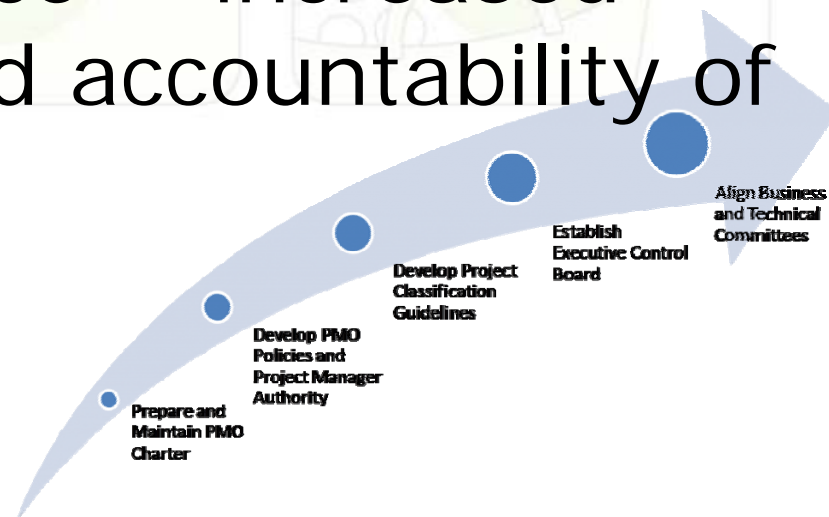 Increased
d accountability of
Align Business
and Technical
Committees
Establish
Executive Control
Board
Develop Project
Classification
Guidelines
Develop PMO
Policies and
Project Manager
Authority
Prepare and
Maintain PMO
Charter